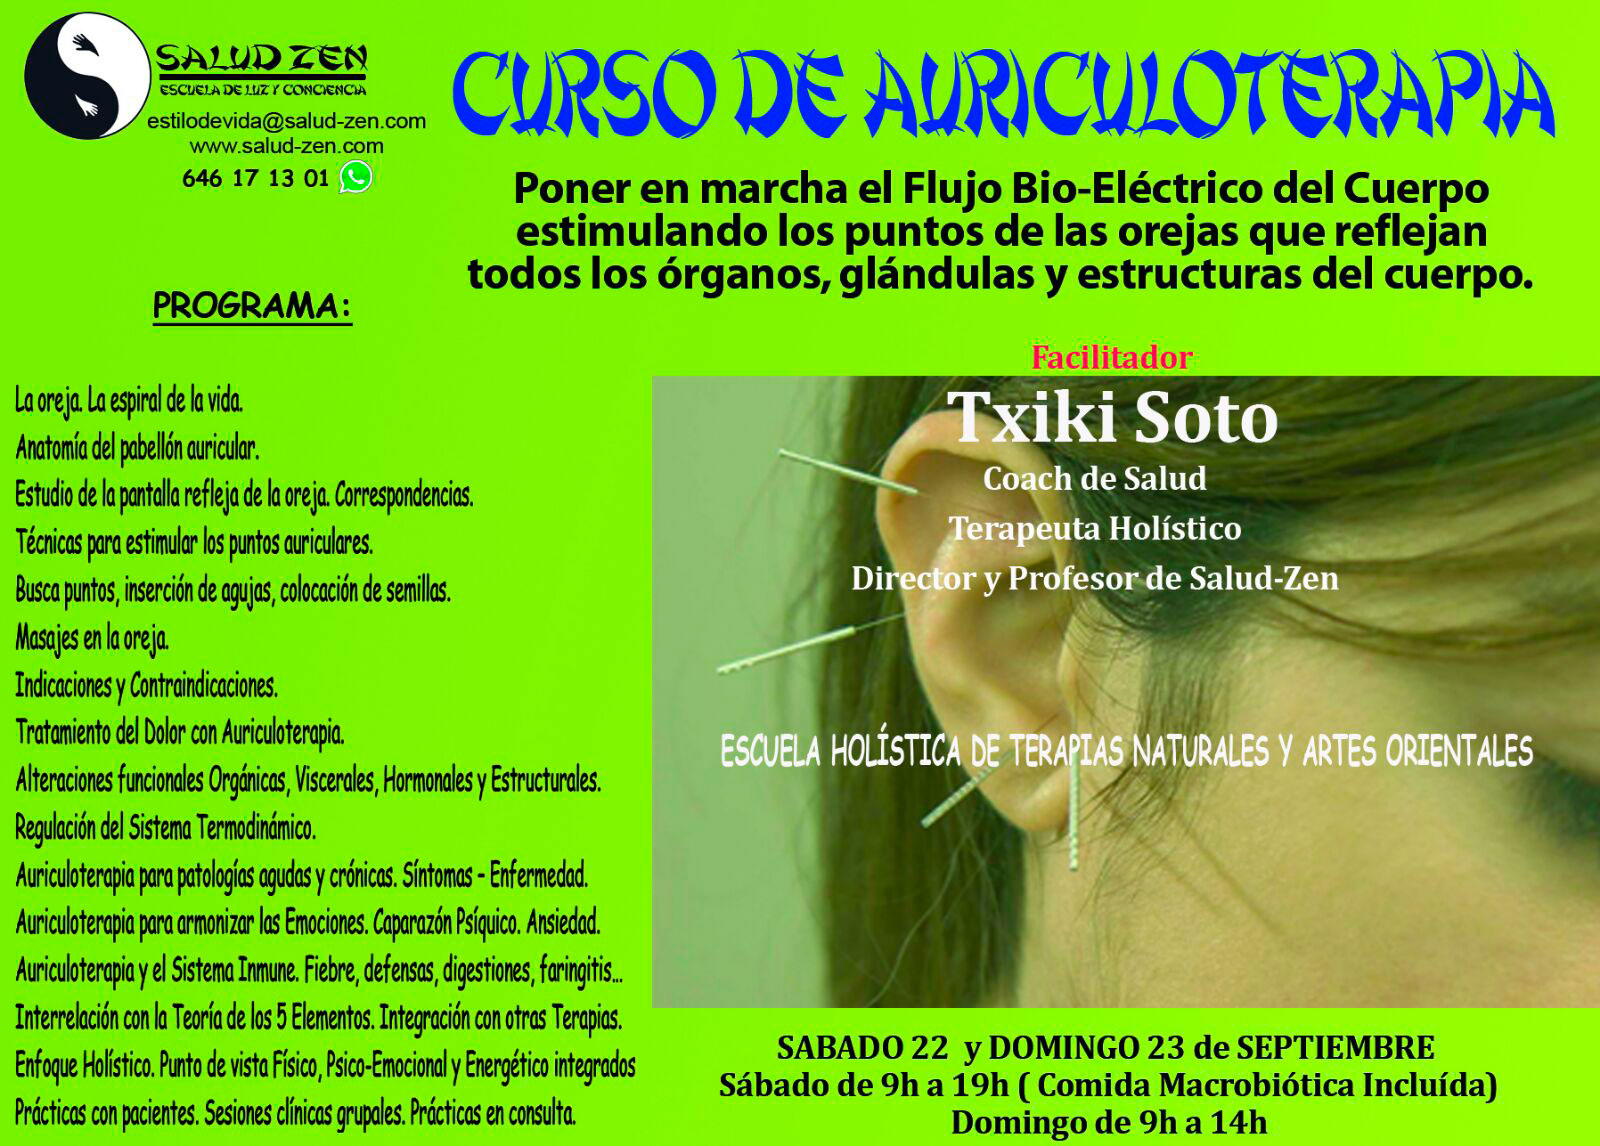 SALUD ZEN
ESCUELA DE LUZ Y CONCIENCIA
estilodevida@salud-zen.com
www.salud-zen.com
646 17 13 01
CURSO DE AURICULOTERAPIA
Poner en marcha el Flujo Bio-Eléctrico del Cuerpo
estimulando los puntos de las orejas que reflejan
todos los órganos, glándulas y estructuras del cuerpo.
PROGRAMA:
La oreja. La espiral de la vida.
Anatomía del pabellón auricular.
Estudio de la pantalla refleja de la oreja. Correspondencias.
Técnicas para estimular los puntos auriculares.
Busca puntos, inserción de agujas, colocación de semillas.
Masajes en la oreja.
Indicaciones y Contraindicaciones.
Tratamiento del Dolor con Auriculoterapia.
Alteraciones funcionales Orgánicas, Viscerales, Hormonales y Estructurales.
Regulación del Sistema Termodinámico.
Auriculoterapia para patologías agudas y crónicas. Síntomas - Enfermedad.
Auriculoterapia para armonizar las Emociones. Caparazón Psíquico. Ansiedad.
Auriculoterapia y el Sistema Inmune. Fiebre, defensas, digestiones, faringitis...
Interrelación con la Teoría de los 5 Elementos. Integración con otras Terapias.
Enfoque Holístico. Punto de vista Físico, Psico-Emocional y Energético integrados
Prácticas con pacientes. Sesiones clínicas grupales. Prácticas en consulta.
Facilitador
Txiki Soto
Coach de Salud
Terapeuta Holístico
Director y Profesor de Salud-Zen
ESCUELA HOLÍSTICA DE TERAPIAS NATURALES Y ARTES ORIENTALES
SABADO 22 y DOMINGO 23 de SEPTIEMBRE
Sábado de 9h a 19h ( Comida Macrobiótica Incluída)
Domingo de 9h a 14h